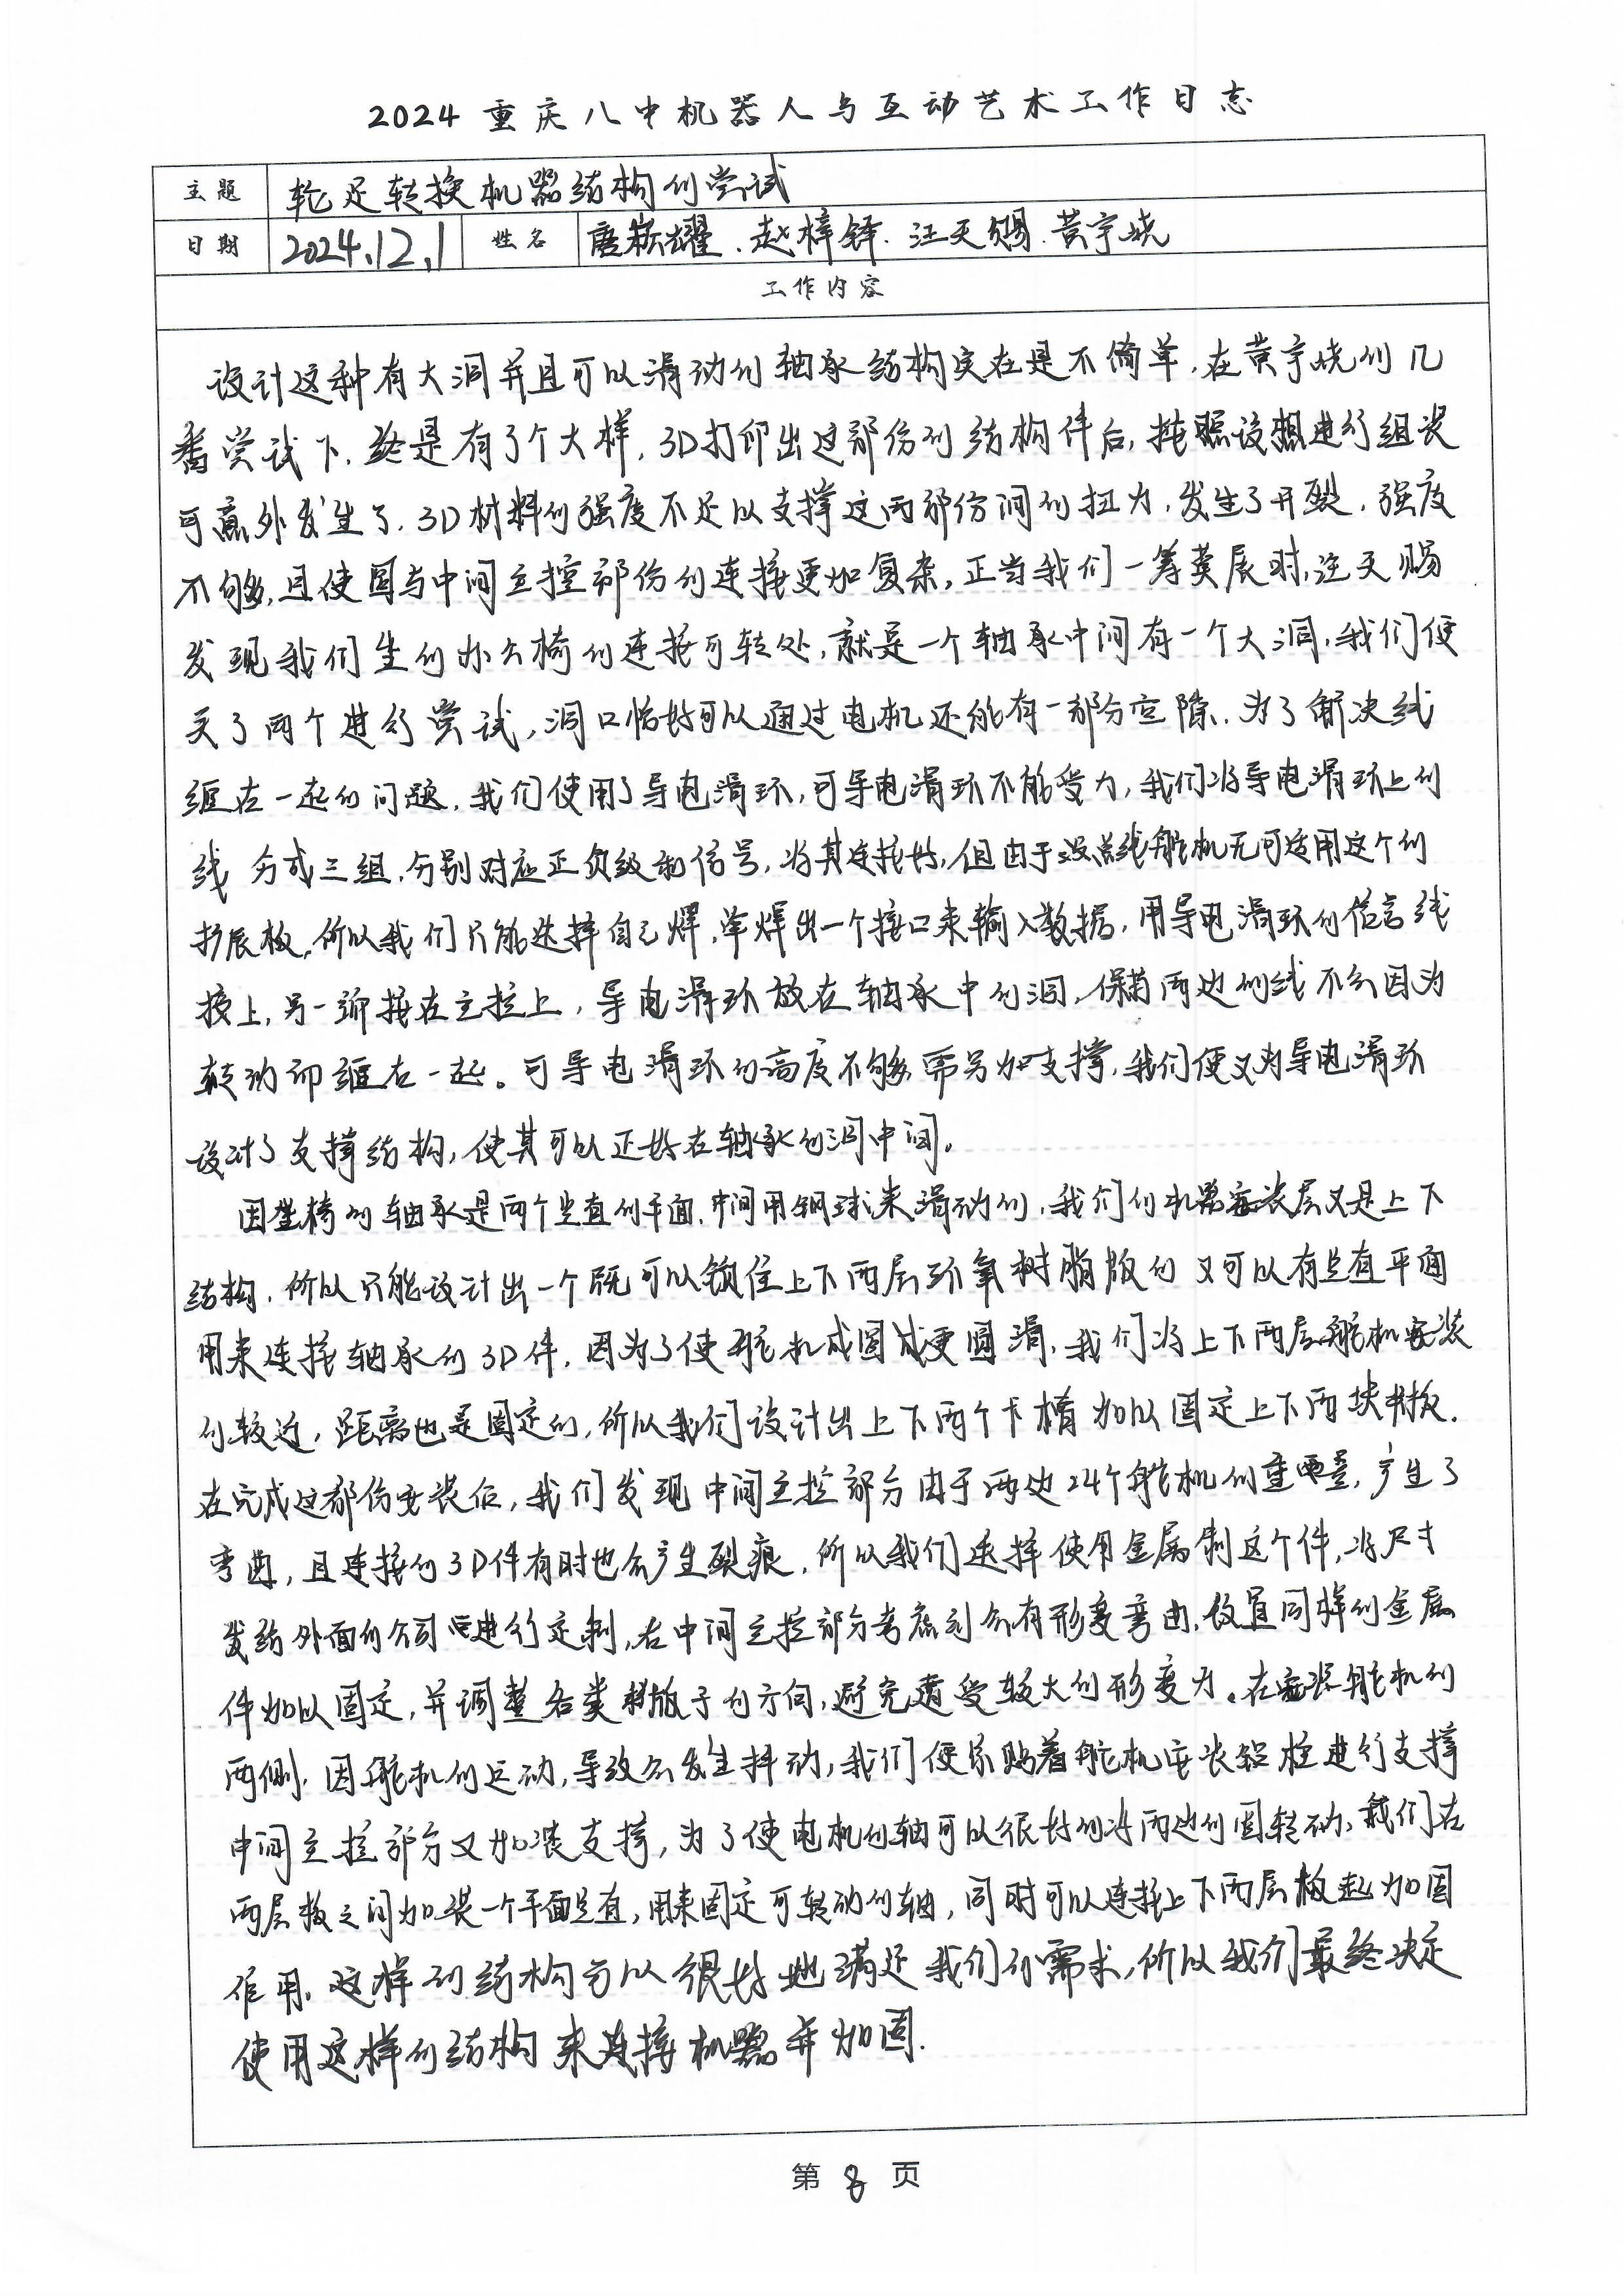 2024 重庆八中机器人与互动艺术工作日志
主题 轮足转换机器结构的尝试
日期 2024.12.1 姓名 唐耀.赵梓铎.汪天赐.黄宇晓
工作内容
设计这种有大洞并且可以滑动的轴承结构实在是不简单,在黄宇晓的几
番尝试下,终是有了个大样,3D打印出这部份的结构件后,按照设想进行组装
可意外发生了,3D材料的强度不足以支撑这两部份间的扭力,发生了开裂,强度
不够,且使圆与中间主控部份的连接更加复杂,正当我们一筹莫展时,汪天赐
发现我们坐的办公椅的连接可转处,就是一个轴承中间有一个大洞,我们便
买了两个进行尝试,洞口恰好可以通过电机还能有一部分空隙.为了解决线
缠在一起的问题,我们使用了导电滑环,可导电滑环不能受力,我们将导电滑环上的
线 分成三组,分别对应正负级和信号,将其连接好,但由于线舵机无可适用这个的
扩展板,所以我们只能选择自己焊,单焊出一个接口来输入数据,用导电滑环的信号线
接上,另一端接在主控上,导电滑环放在轴承中的洞,保两边的线不会因为
转动而缠在一起。可导电滑环的高度不够,需另加支撑,我们便又为导电滑环
设计了支撑结构,使其可以正好在轴承的洞中间。
因坐椅的轴承是两个竖直的平面,中间用钢球来滑动的,我们的机器安装层又是上下
结构,所以只能设计出一个既可以锁住上下两层环氧树脂版的 又可以有竖直平面
用来连接轴承的3D件,因为了使舵机成圆成更圆滑,我们将上下两层舵机安装
的较近,距离也是固定的,所以我们设计出上下两个卡槽加以固定上下两块板.
在完成这部份安装后,我们发现中间主控部分由于两边24个舵机的重量,产生了
弯曲,且连接的3D件有时也会产生裂痕,所以我们选择使用金属制这个件,将尺寸
发给外面的公司进行定制,在中间主控部分考虑到会有形变弯曲,设置同样的金属
件加以固定,并调整各类版子的方向,避免遭受较大的形变力。在安装舵机的
两侧,因舵机的运动,导致会发生抖动,我们便紧贴着舵机安装铝柱进行支撑
中间主控部分又加装支撑,为了使电机的轴可以很好的将两边的圆转动,我们在
两层板之间加装一个平面竖直,用来固定可转动的轴,同时可以连接上下两层板起加固
作用,这样的结构可以很好地满足我们的需求,所以我们最终决定
使用这样的结构来连接机器并加固.
第 8 页